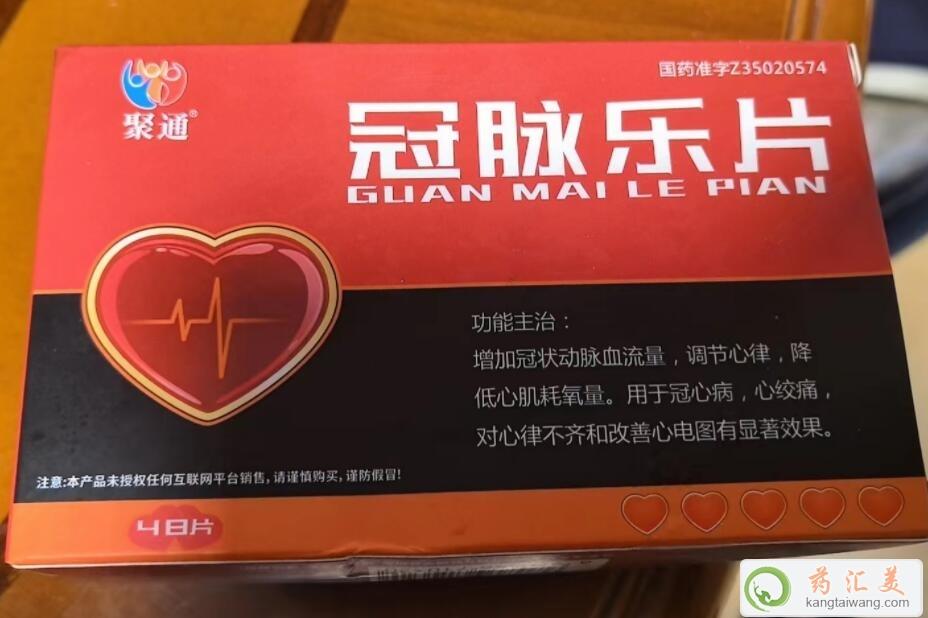 聚通®
国药准字Z35020574
冠脉乐片
GUAN MAI LE PIAN
功能主治：
增加冠状动脉血流量，调节心律，降
低心肌耗氧量。用于冠心病，心绞痛，
对心律不齐和改善心电图有显著效果。
注意:本产品未授权任何互联网平台销售,请谨慎购买,谨防假冒!
48片
药汇美
kangtaiwang.com